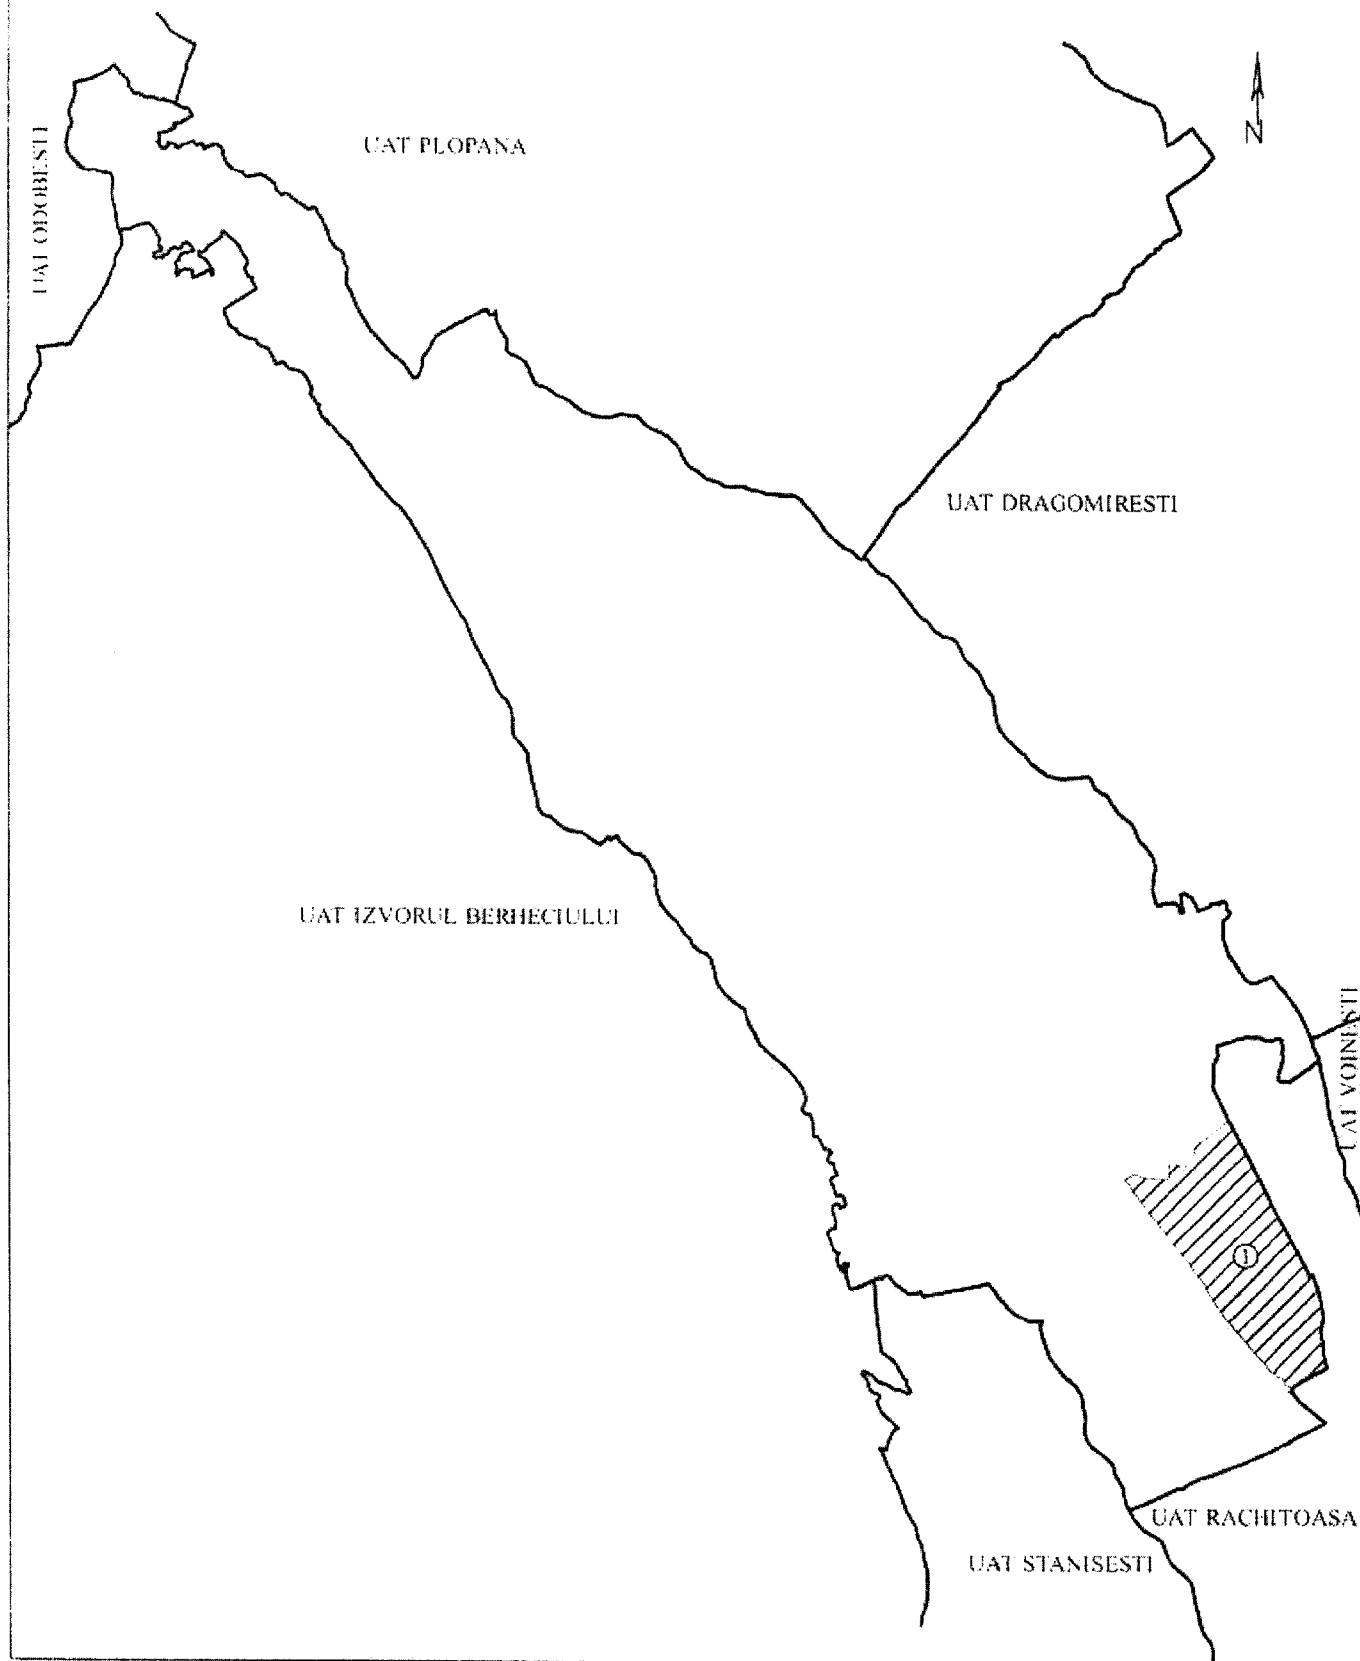 UAT PLOPANA
N
UAT ODOBESTI
UAT DRAGOMIRESTI
UAT IZVORUL BERHECIULUI
UAT VOINESTI
1
UAT RACHITOASA
UAT STANISESTI